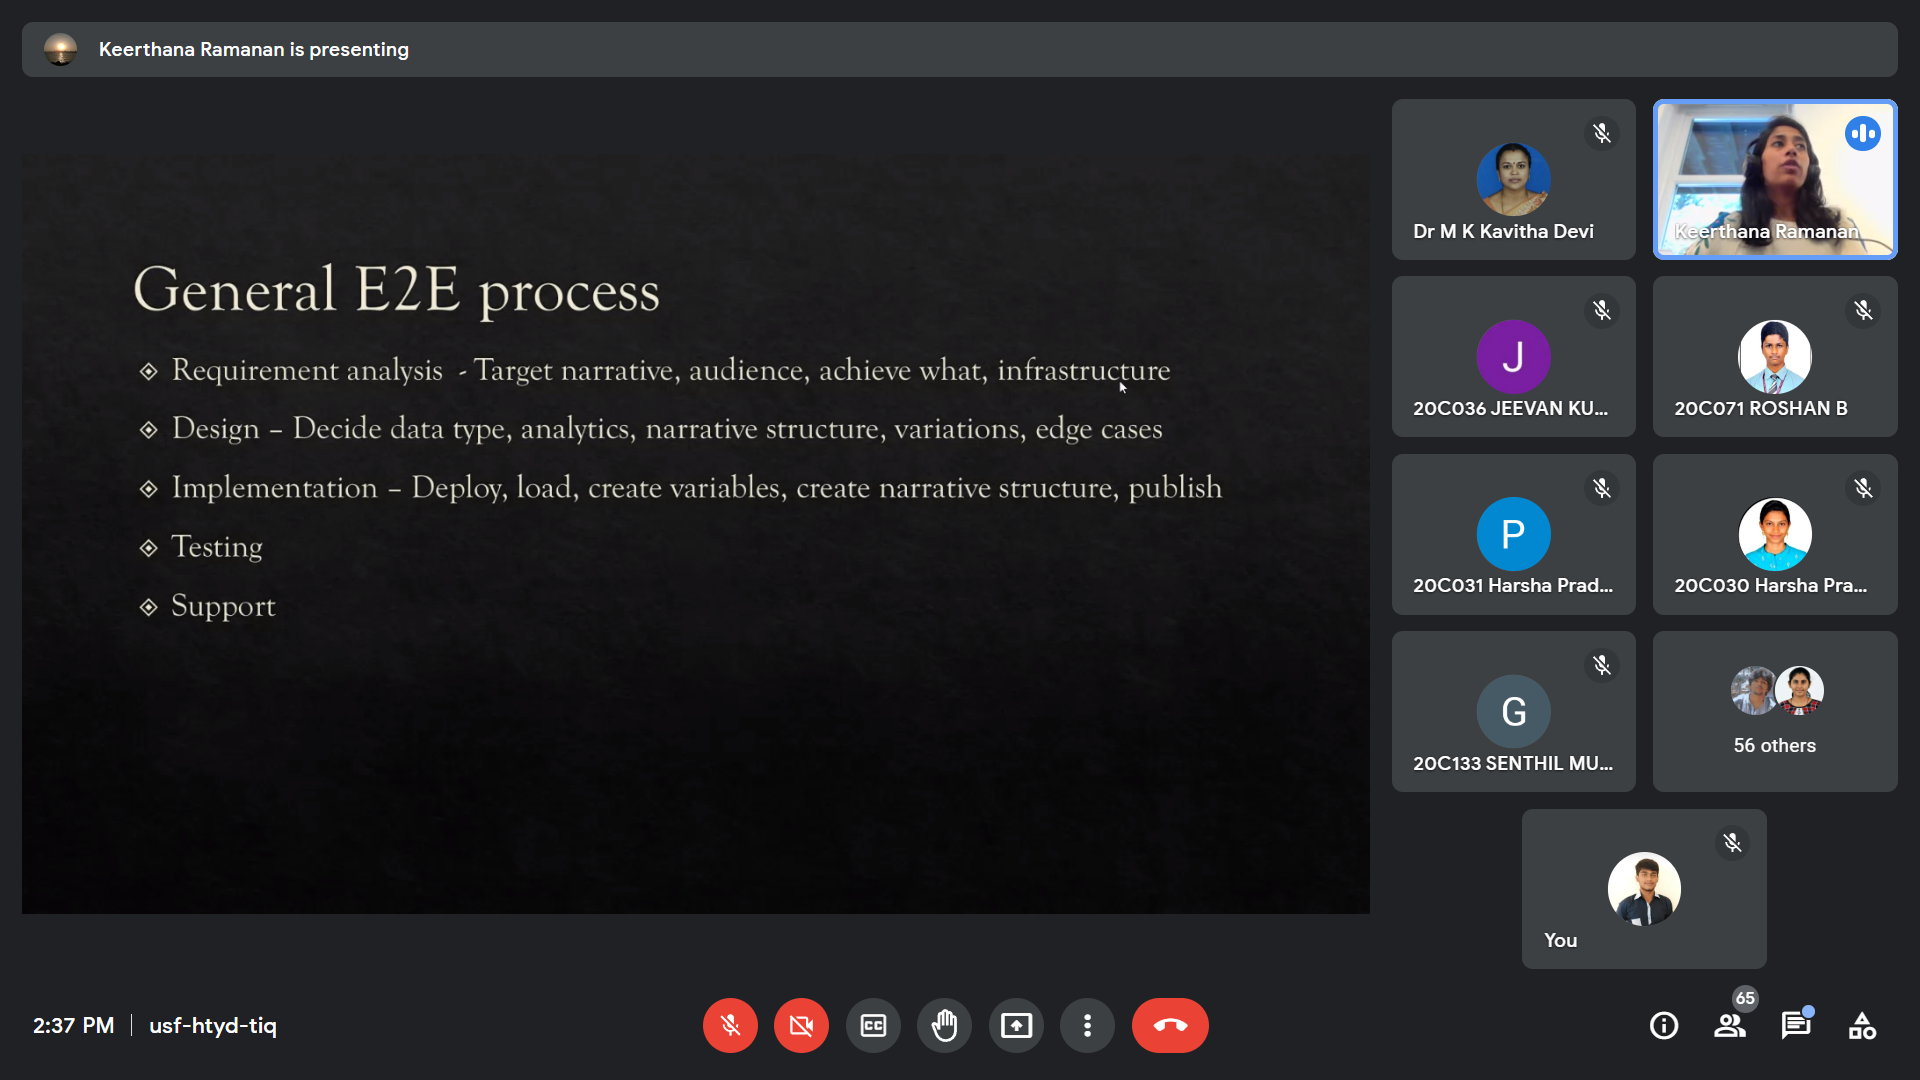 Keerthana Ramanan is presenting
General E2E process
Requirement analysis - Target narrative, audience, achieve what, infrastructure
Design – Decide data type, analytics, narrative structure, variations, edge cases
Implementation – Deploy, load, create variables, create narrative structure, publish
Testing
Support
Dr M K Kavitha Devi
Keerthana Ramanan
J
20C036 JEEVAN KU...
20C071 ROSHAN B
P
20C031 Harsha Prad...
20C030 Harsha Pra...
G
20C133 SENTHIL MU...
56 others
You
2:37 PM
usf-htyd-tiq
CC
65